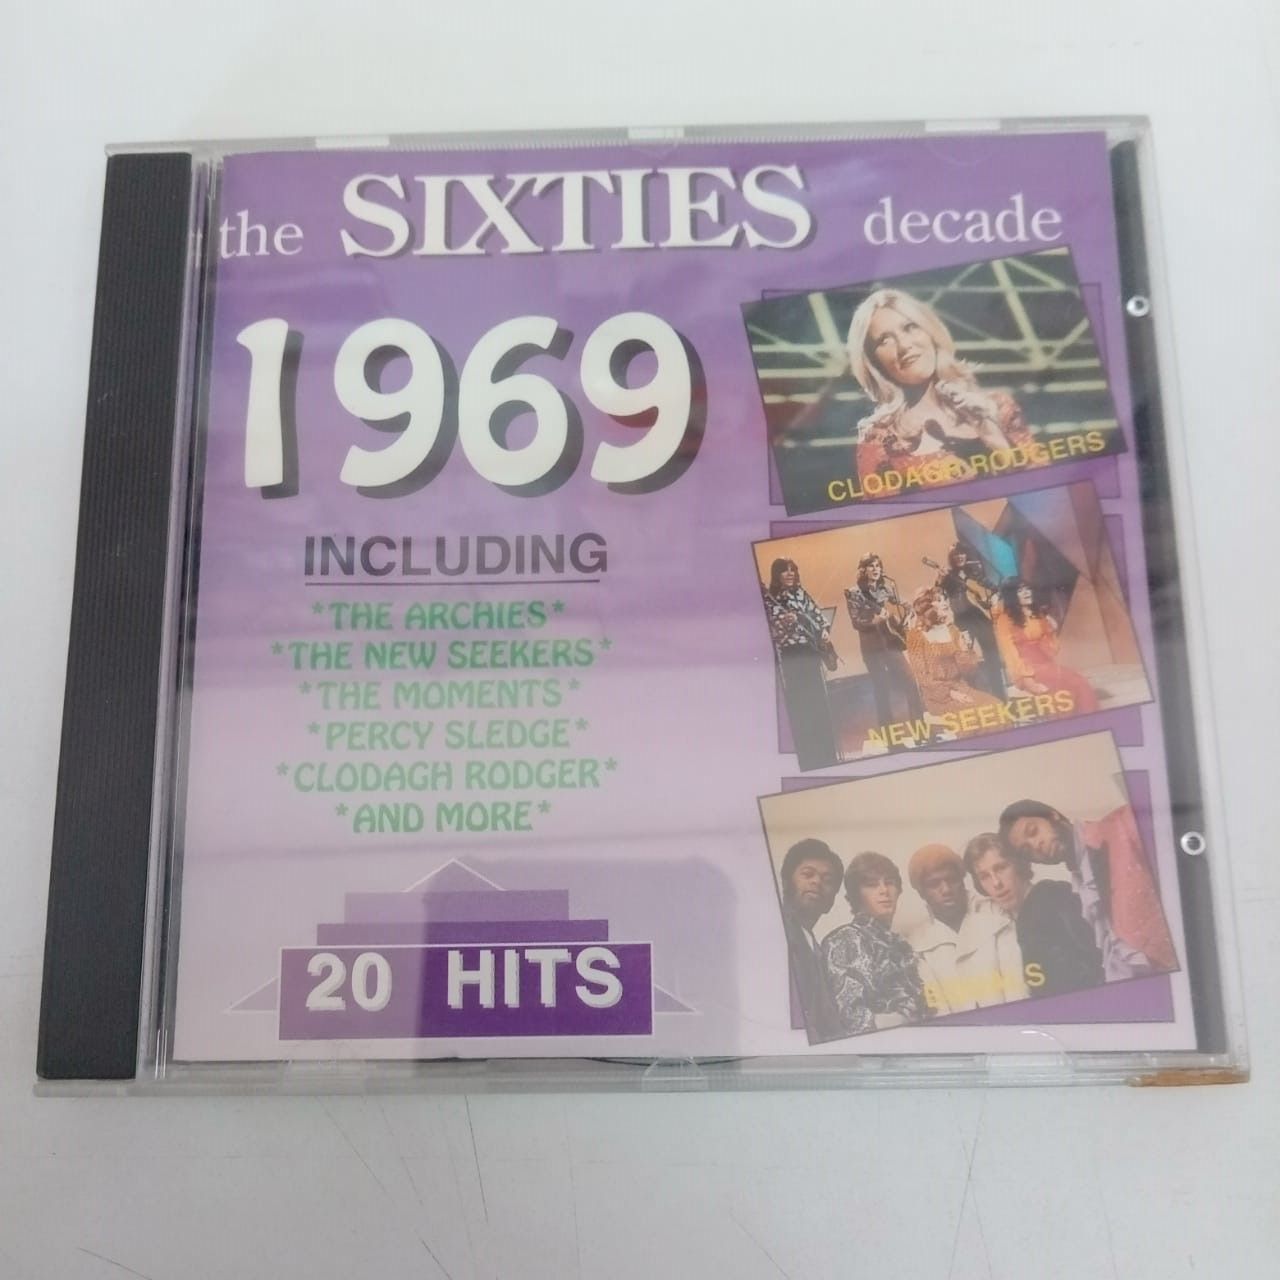 the SIXTIES decade
1969
INCLUDING
*THE ARCHIES*
*THE NEW SEEKERS*
*THE MOMENTS*
*PERCY SLEDGE*
*CLODAGH RODGER*
*AND MORE*
20 HITS
CLODAGH RODGERS
NEW SEEKERS